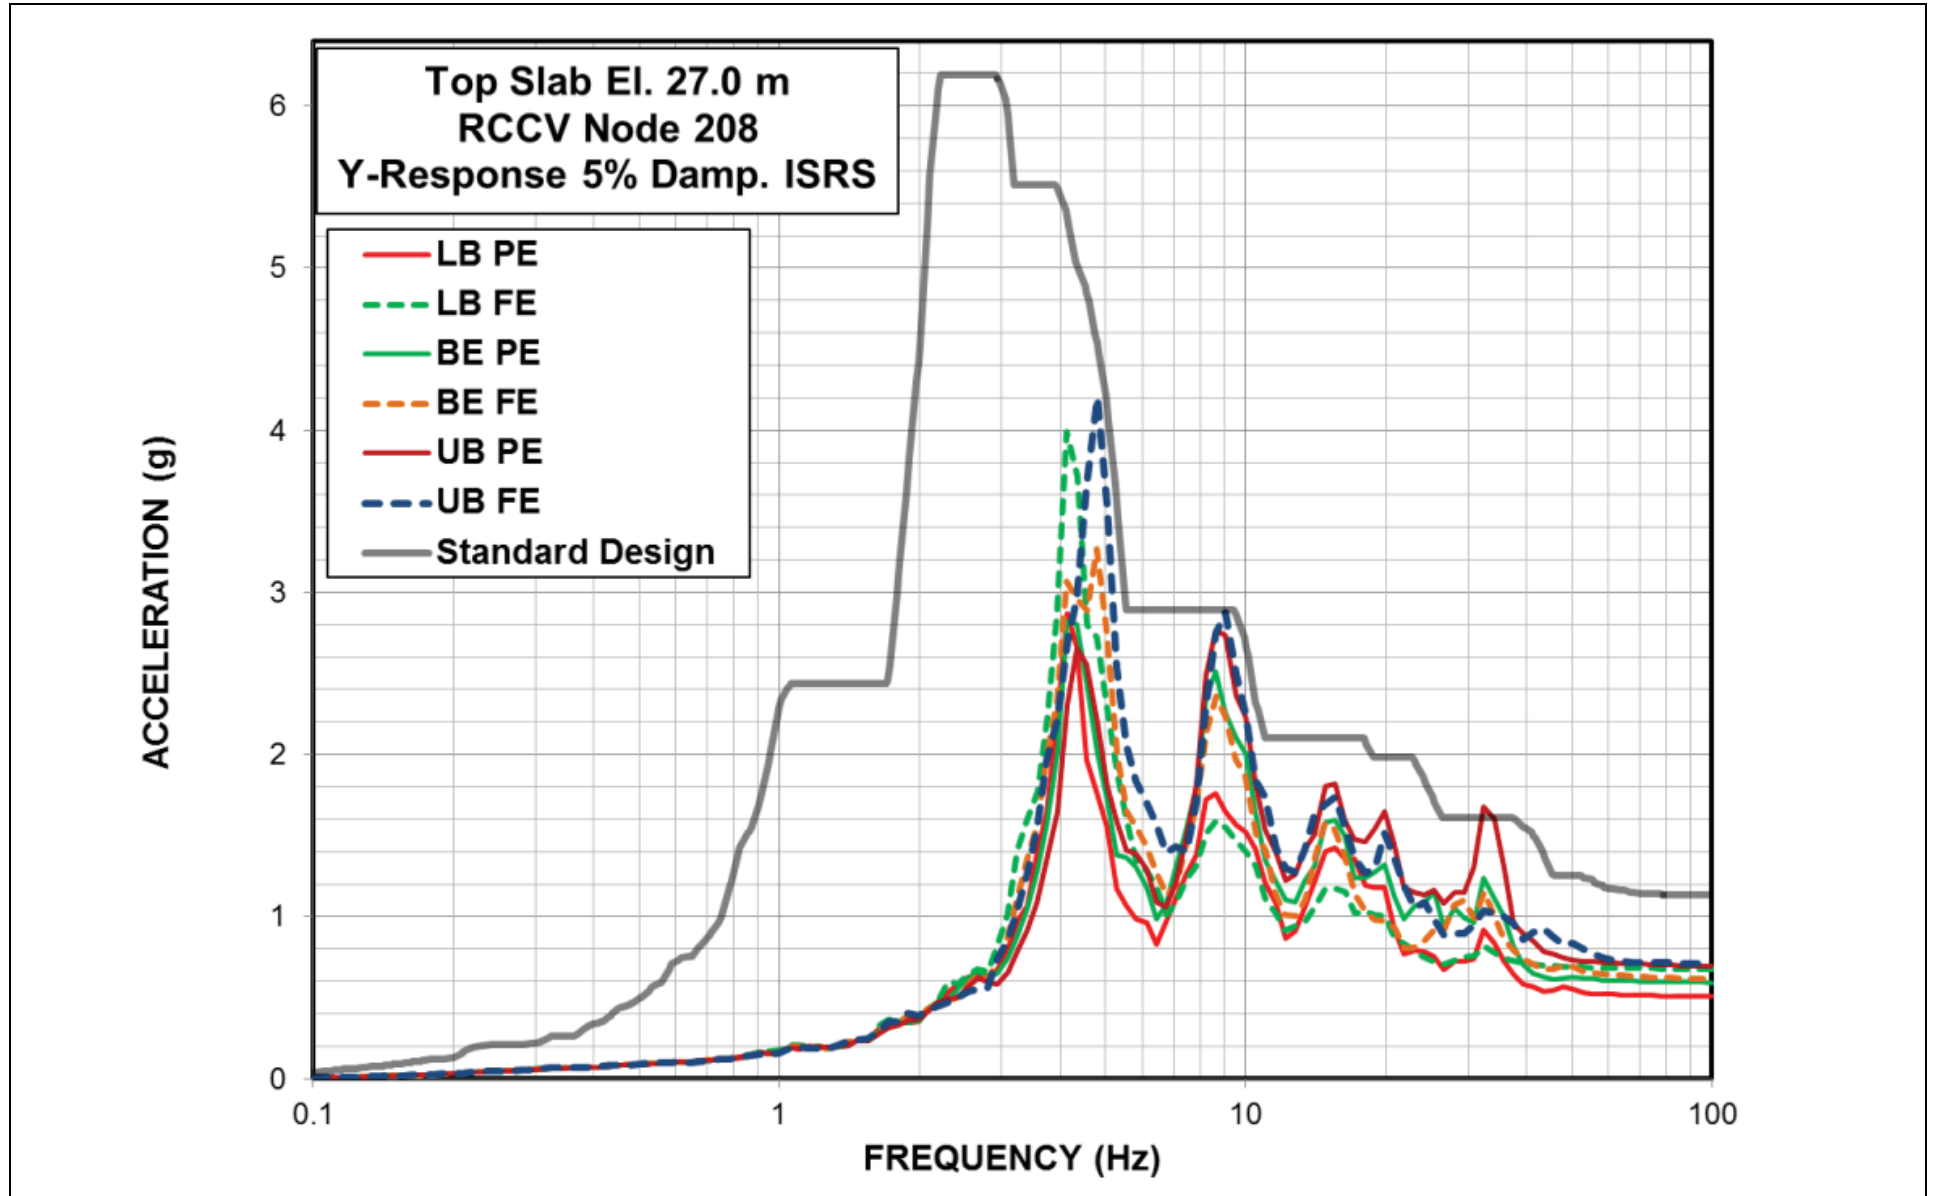 Top Slab El. 27.0 m
RCCV Node 208
Y-Response 5% Damp. ISRS
LB PE
LB FE
BE PE
BE FE
UB PE
UB FE
Standard Design
ACCELERATION (g)
6
5
4
3
2
1
0
0.1 1 10 100
FREQUENCY (Hz)